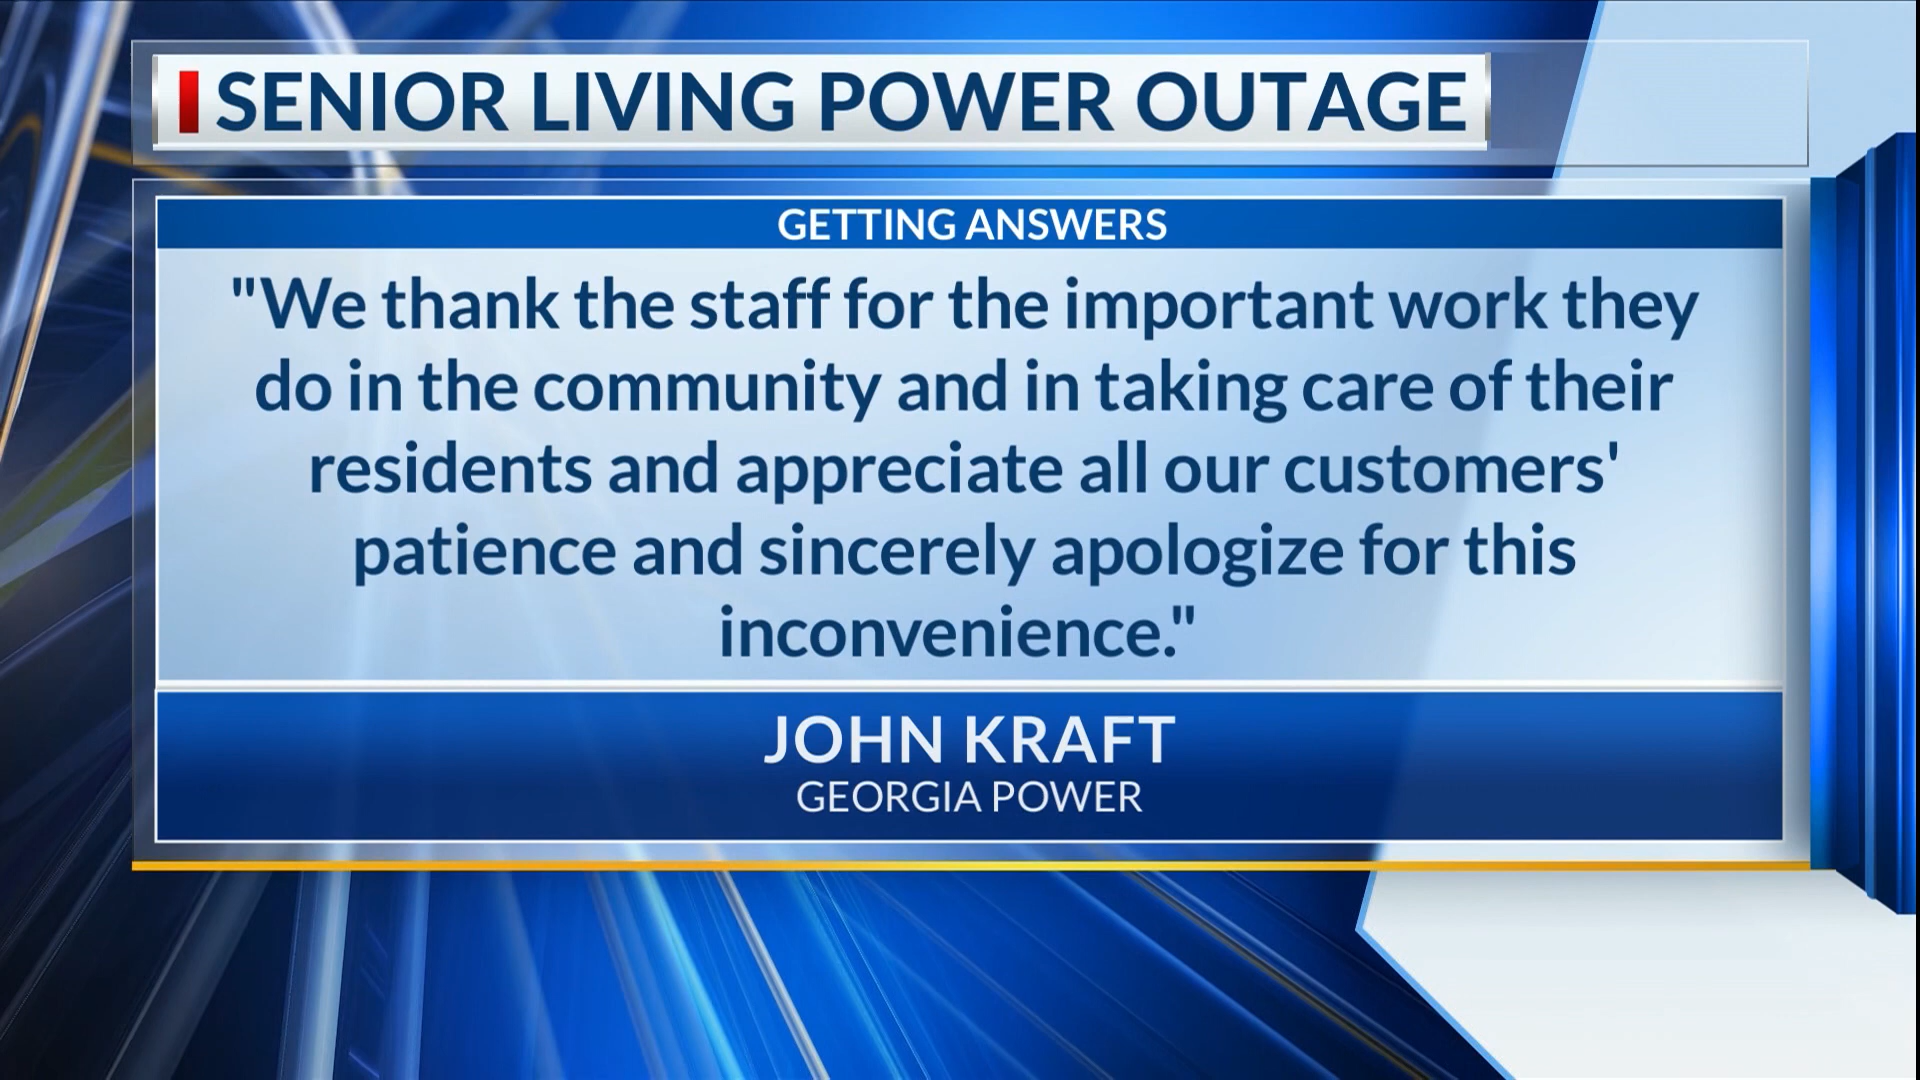 SENIOR LIVING POWER OUTAGE
GETTING ANSWERS
"We thank the staff for the important work they
do in the community and in taking care of their
residents and appreciate all our customers'
patience and sincerely apologize for this
inconvenience."
JOHN KRAFT
GEORGIA POWER